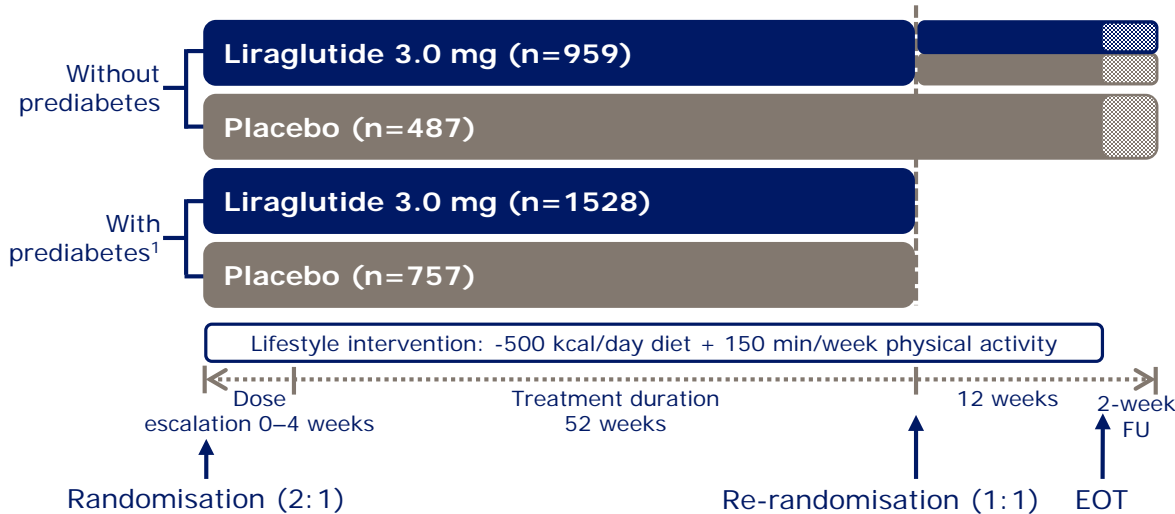 Without
prediabetes
Liraglutide 3.0 mg (n=959)
Placebo (n=487)
With
prediabetes¹
Liraglutide 3.0 mg (n=1528)
Placebo (n=757)
Lifestyle intervention: -500 kcal/day diet + 150 min/week physical activity
Dose
escalation 0–4 weeks
Treatment duration
52 weeks
12 weeks
2-week
FU
Randomisation (2:1)
Re-randomisation (1:1)
EOT